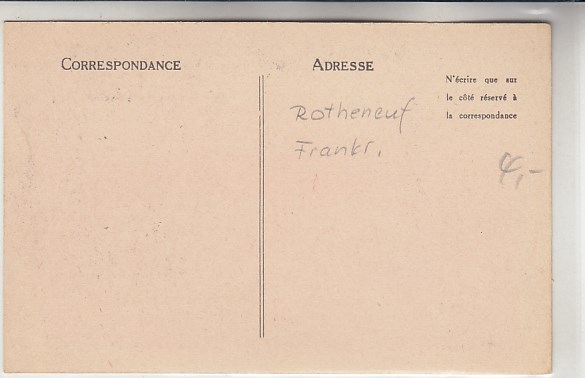 CORRESPONDANCE
ADRESSE
N'écrire que sur
le côté réservé à
la correspondance
Rotheneuf
Frankr.
4,-